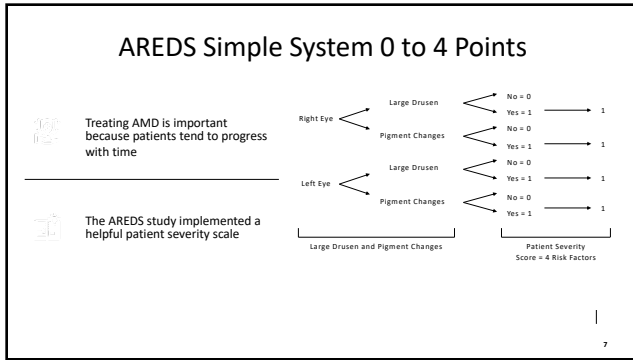 AREDS Simple System 0 to 4 Points
Treating AMD is important
because patients tend to progress
with time
The AREDS study implemented a
helpful patient severity scale
Right Eye
Large Drusen
No = 0
Yes = 1
1
Pigment Changes
No = 0
Yes = 1
1
Left Eye
Large Drusen
No = 0
Yes = 1
1
Pigment Changes
No = 0
Yes = 1
1
Large Drusen and Pigment Changes
Patient Severity
Score = 4 Risk Factors
7